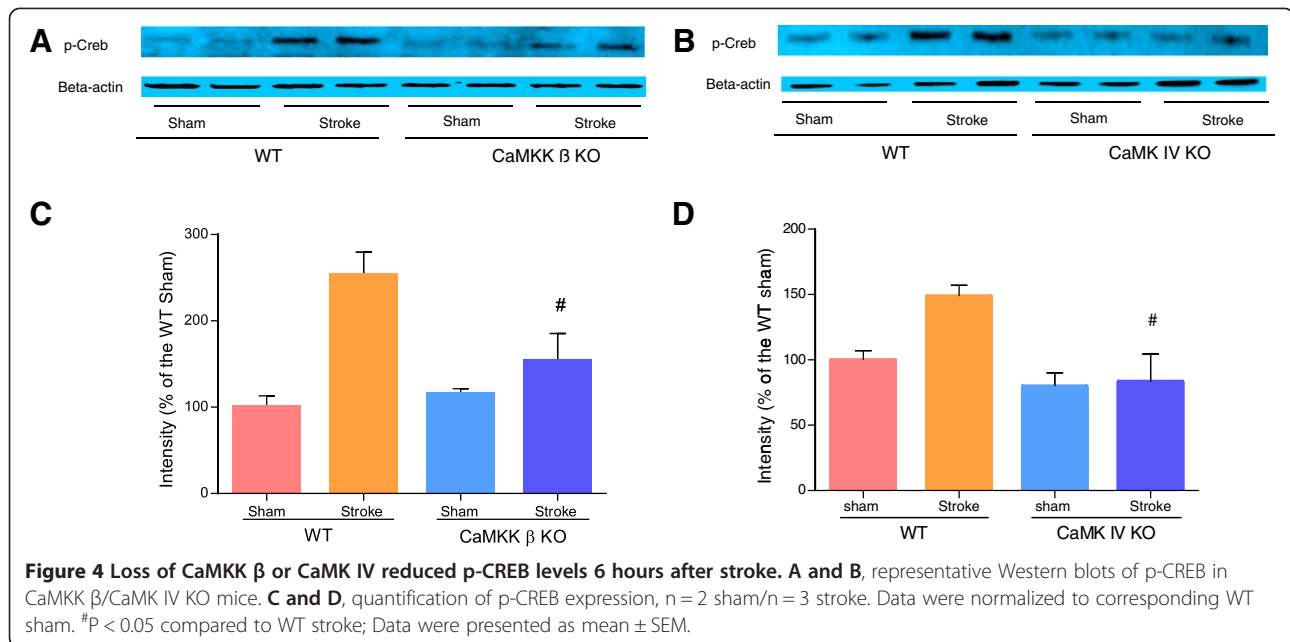 A
p-Creb
Beta-actin
Sham Stroke Sham Stroke
WT CaMKK ß KO
B
p-Creb
Beta-actin
Sham Stroke Sham Stroke
WT CaMK IV KO
C
Intensity (% of the WT Sham)
300
200
100
0
Sham Stroke Sham Stroke
WT CaMKK β KO
D
Intensity (% of the WT sham)
200
150
100
50
0
#
#
sham Stroke sham Stroke
WT CaMK IV KO
Figure 4 Loss of CaMKK β or CaMK IV reduced p-CREB levels 6 hours after stroke. A and B, representative Western blots of p-CREB in
CaMKK β/CaMK IV KO mice. C and D, quantification of p-CREB expression, n = 2 sham/n = 3 stroke. Data were normalized to corresponding WT
sham. #P < 0.05 compared to WT stroke; Data were presented as mean ± SEM.